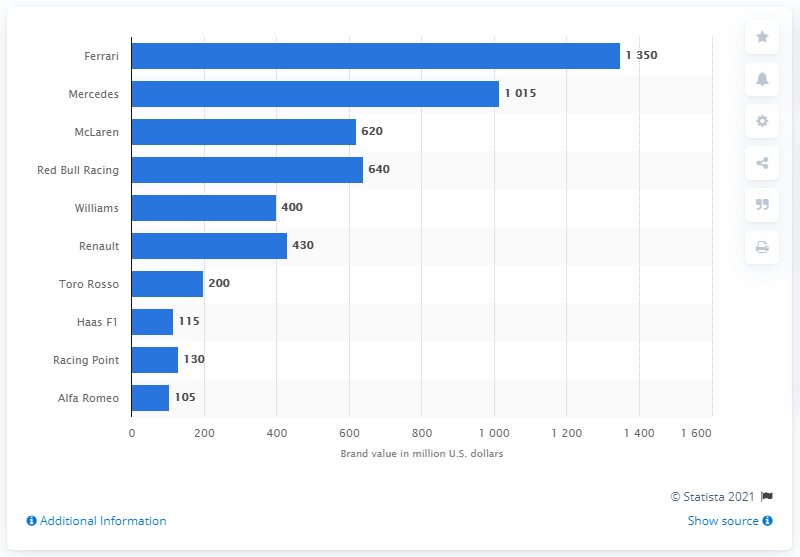 Ferrari 1 350
Mercedes 1 015
McLaren 620
Red Bull Racing 640
Williams 400
Renault 430
Toro Rosso 200
Haas F1 115
Racing Point 130
Alfa Romeo 105
0 200 400 600 800 1 000 1 200 1 400 1 600
Brand value in million U.S. dollars
© Statista 2021
Additional Information
Show source